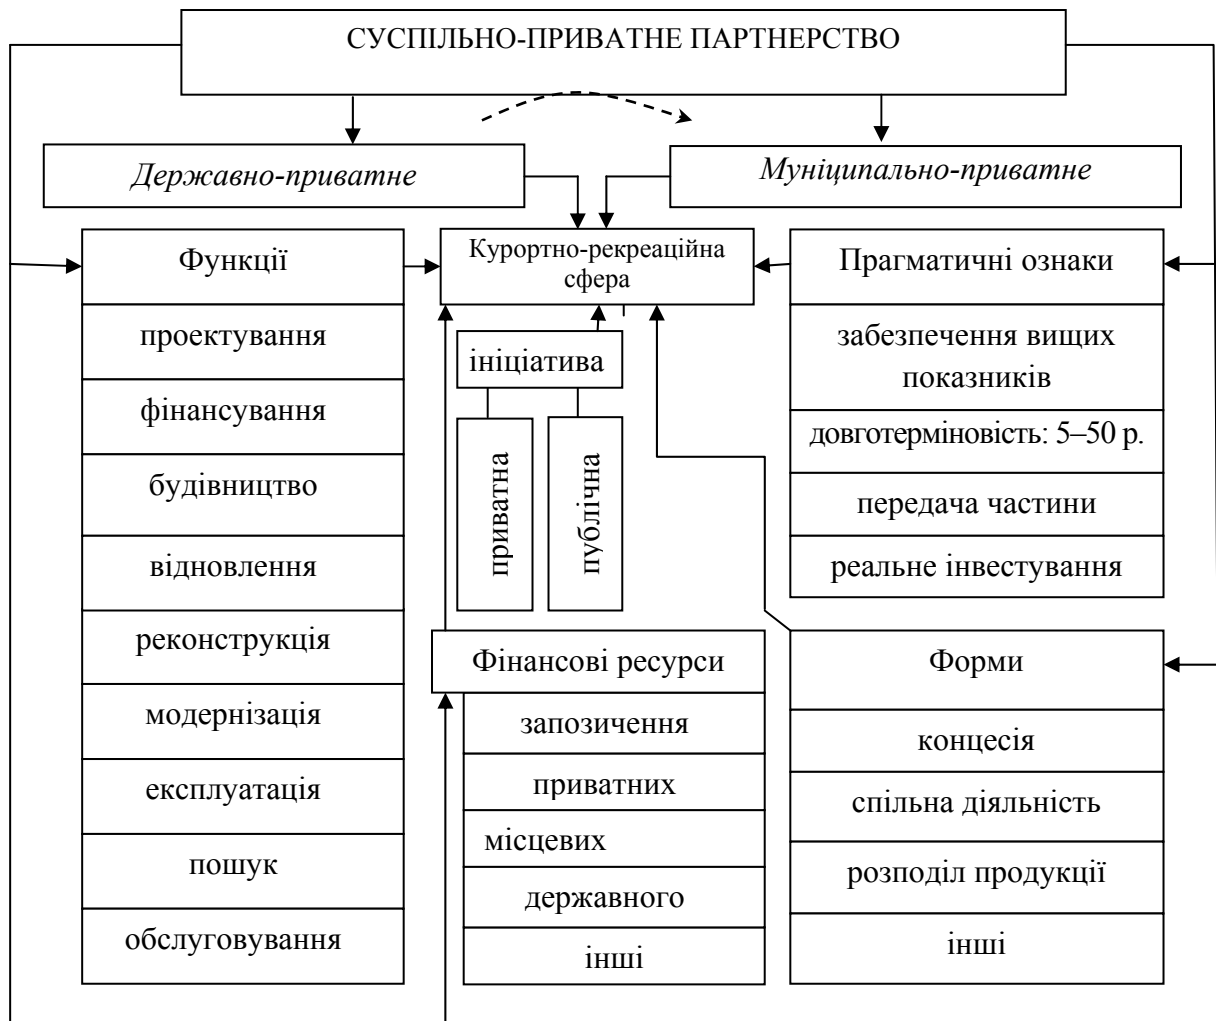 СУСПІЛЬНО-ПРИВАТНЕ ПАРТНЕРСТВО
Державно-приватне
Муніципально-приватне
Функції
проектування
фінансування
будівництво
відновлення
реконструкція
модернізація
експлуатація
пошук
обслуговування
Курортно-рекреаційна
сфера
ініціатива
приватна
публічна
Фінансові ресурси
запозичення
приватних
місцевих
державного
інші
Прагматичні ознаки
забезпечення вищих
показників
довготерміновість: 5–50 р.
передача частини
реальне інвестування
Форми
концесія
спільна діяльність
розподіл продукції
інші